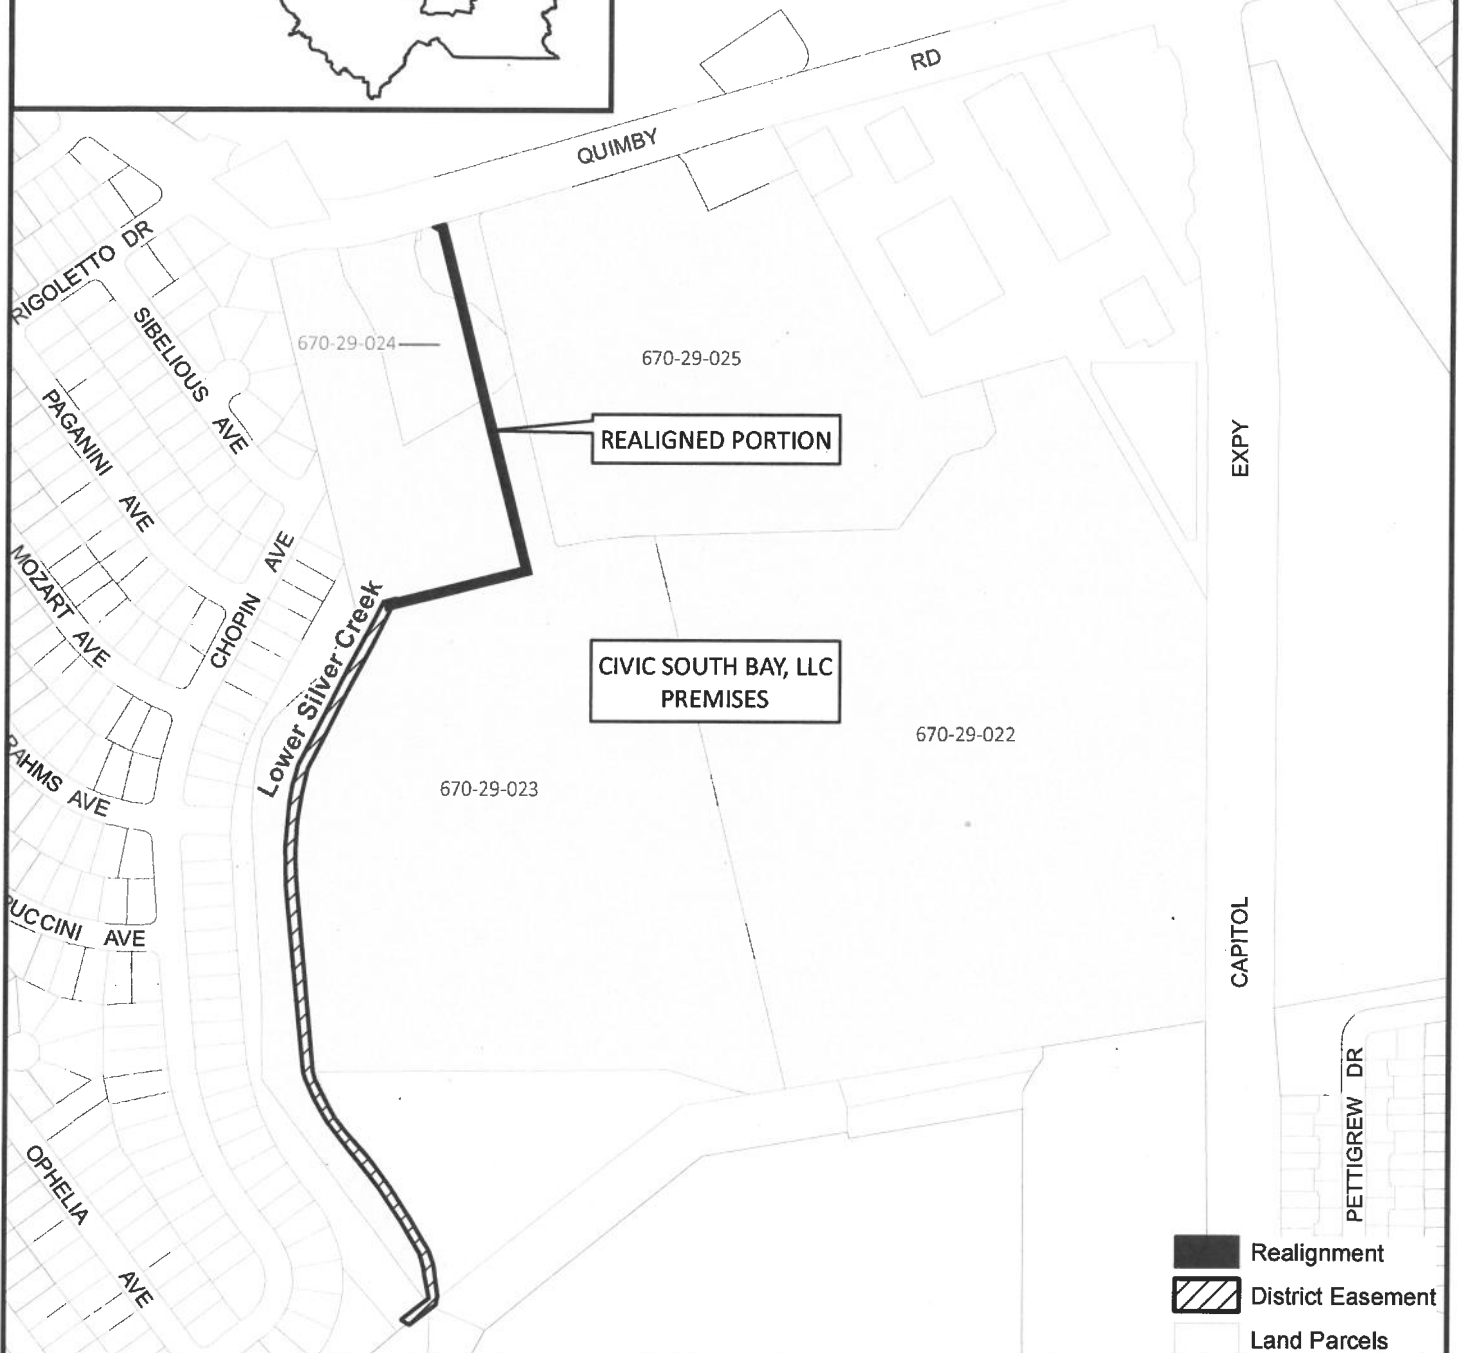 QUIMBY
RD
RIGOLETTO DR
SIBELIOUS AVE
670-29-024
670-29-025
PAGANINI AVE
REALIGNED PORTION
EXPY
MOZART AVE
CHOPIN AVE
Lower Silver Creek
CIVIC SOUTH BAY, LLC
PREMISES
670-29-022
RAHMS AVE
670-29-023
PUCCINI AVE
CAPITOL
PETTIGREW DR
OPHELIA AVE
Realignment
District Easement
Land Parcels